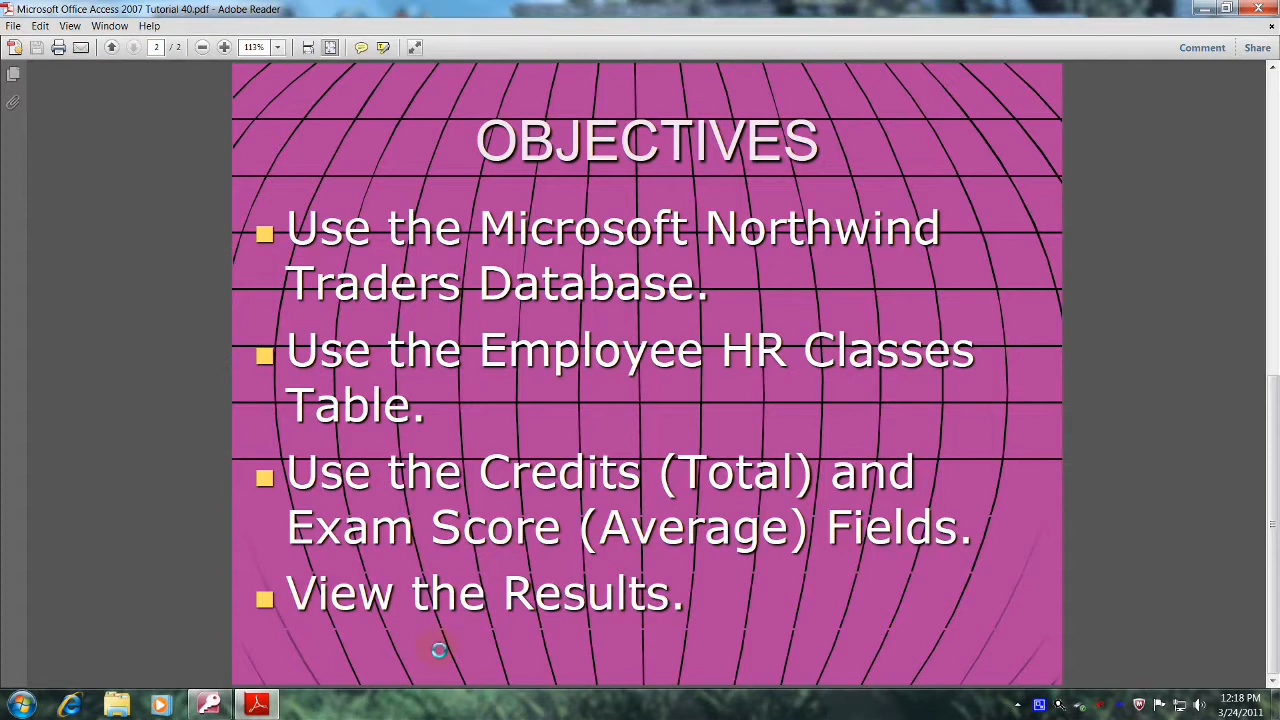 Microsoft Office Access 2007 Tutorial 40.pdf - Adobe Reader
File Edit View Window Help
2 / 2 113% Comment Share
OBJECTIVES
Use the Microsoft Northwind
Traders Database.
Use the Employee HR Classes
Table.
Use the Credits (Total) and
Exam Score (Average) Fields.
View the Results.
12:18 PM
3/24/2011